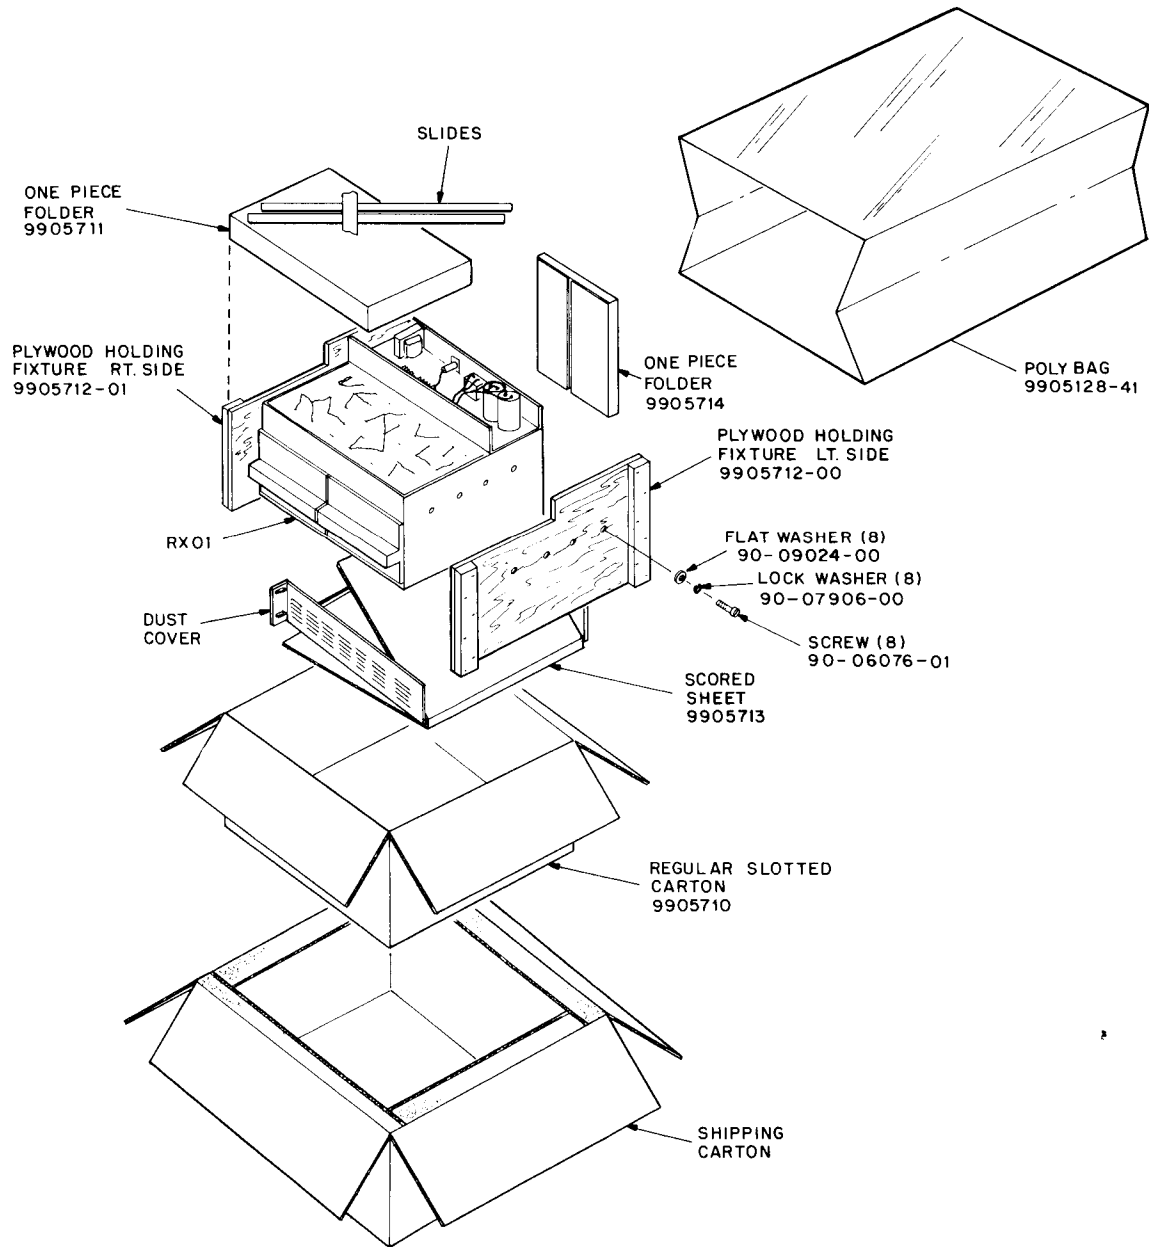 SLIDES
ONE PIECE
FOLDER
9905711
PLYWOOD HOLDING
FIXTURE RT. SIDE
9905712-01
ONE PIECE
FOLDER
9905714
POLY BAG
9905128-41
PLYWOOD HOLDING
FIXTURE LT. SIDE
9905712-00
RX01
FLAT WASHER (8)
90-09024-00
LOCK WASHER (8)
90-07906-00
DUST
COVER
SCREW (8)
90-06076-01
SCORED
SHEET
9905713
REGULAR SLOTTED
CARTON
9905710
SHIPPING
CARTON